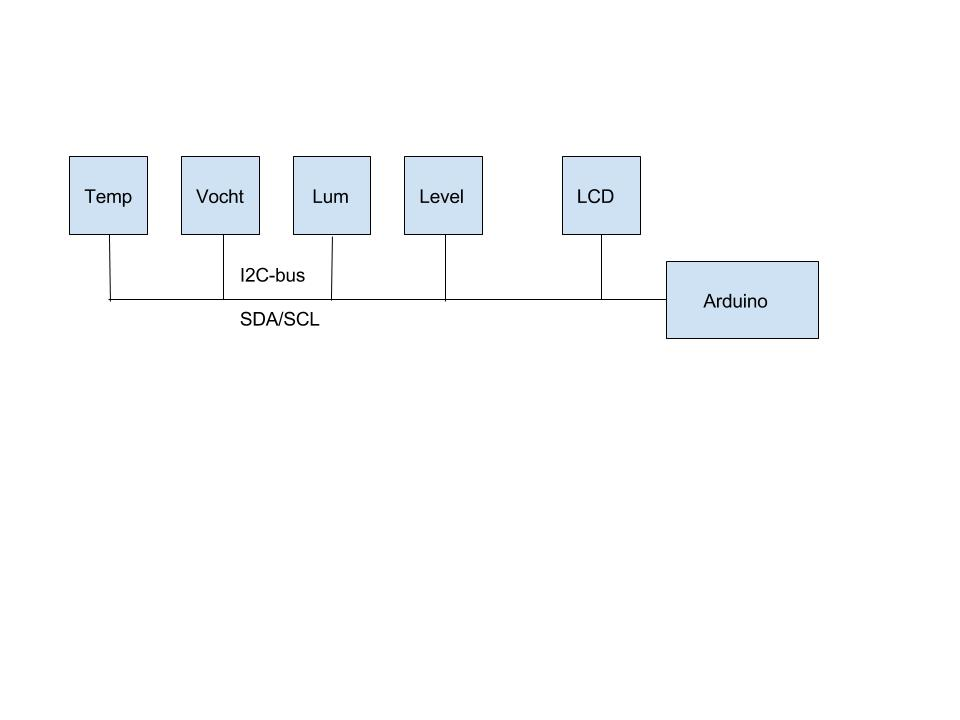 Temp
Vocht
Lum
Level
LCD
I2C-bus
Arduino
SDA/SCL